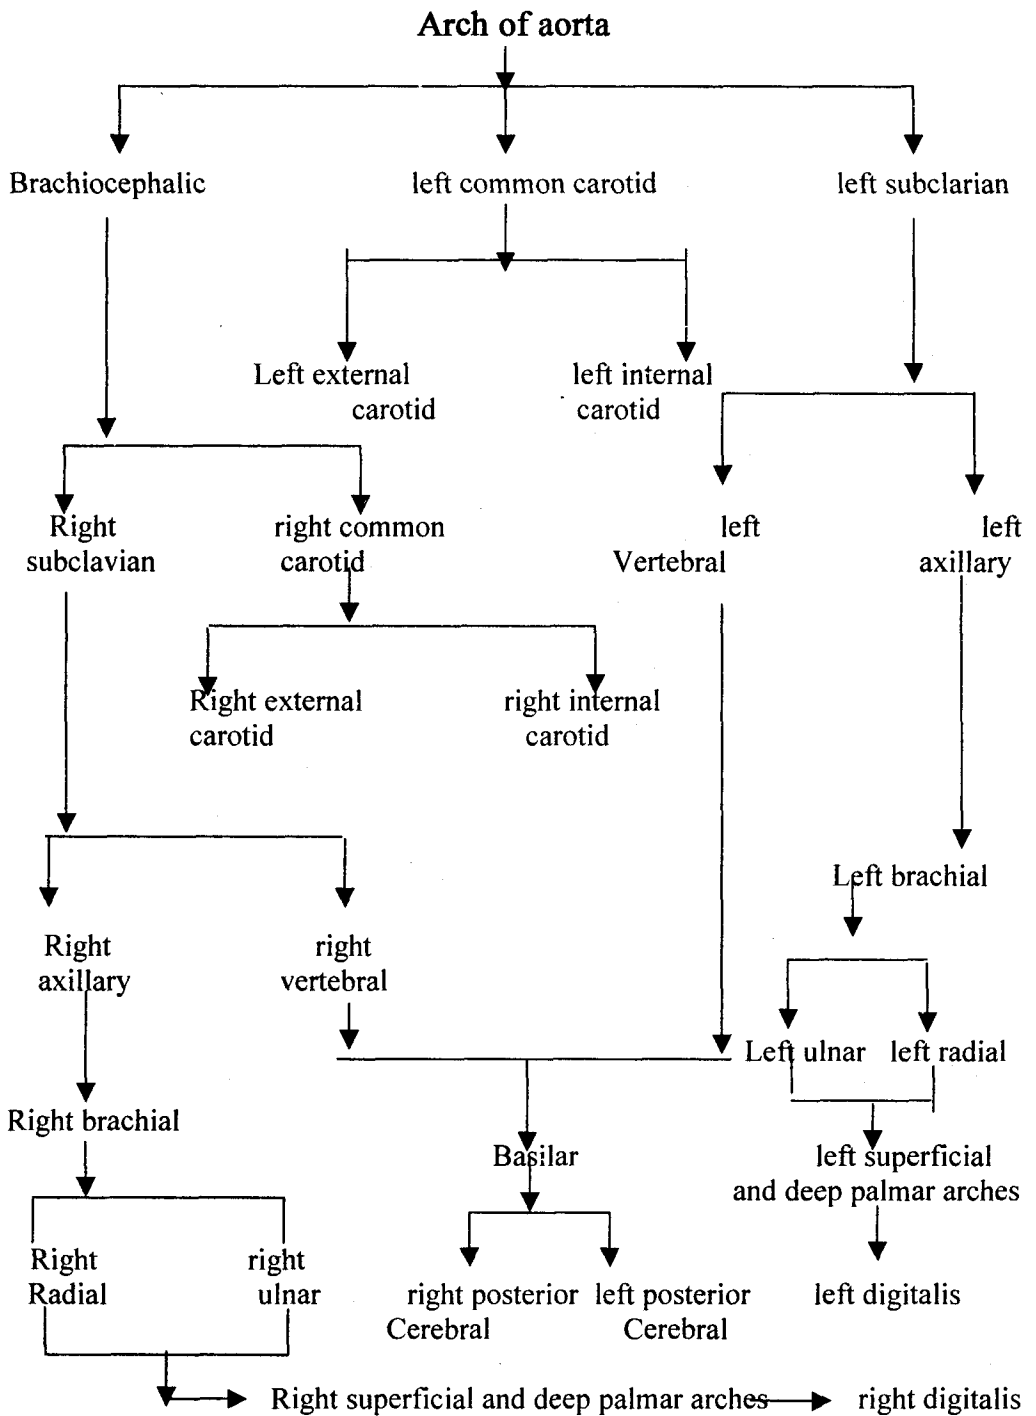 Arch of aorta
Brachiocephalic
left common carotid
left subclarian
Left external
carotid
left internal
carotid
Right
subclavian
right common
carotid
left
Vertebral
left
axillary
Right external
carotid
right internal
carotid
Left brachial
Right
axillary
right
vertebral
Left ulnar
left radial
Right brachial
Basilar
left superficial
and deep palmar arches
Right
Radial
right
ulnar
right posterior
Cerebral
left posterior
Cerebral
left digitalis
Right superficial and deep palmar arches
right digitalis